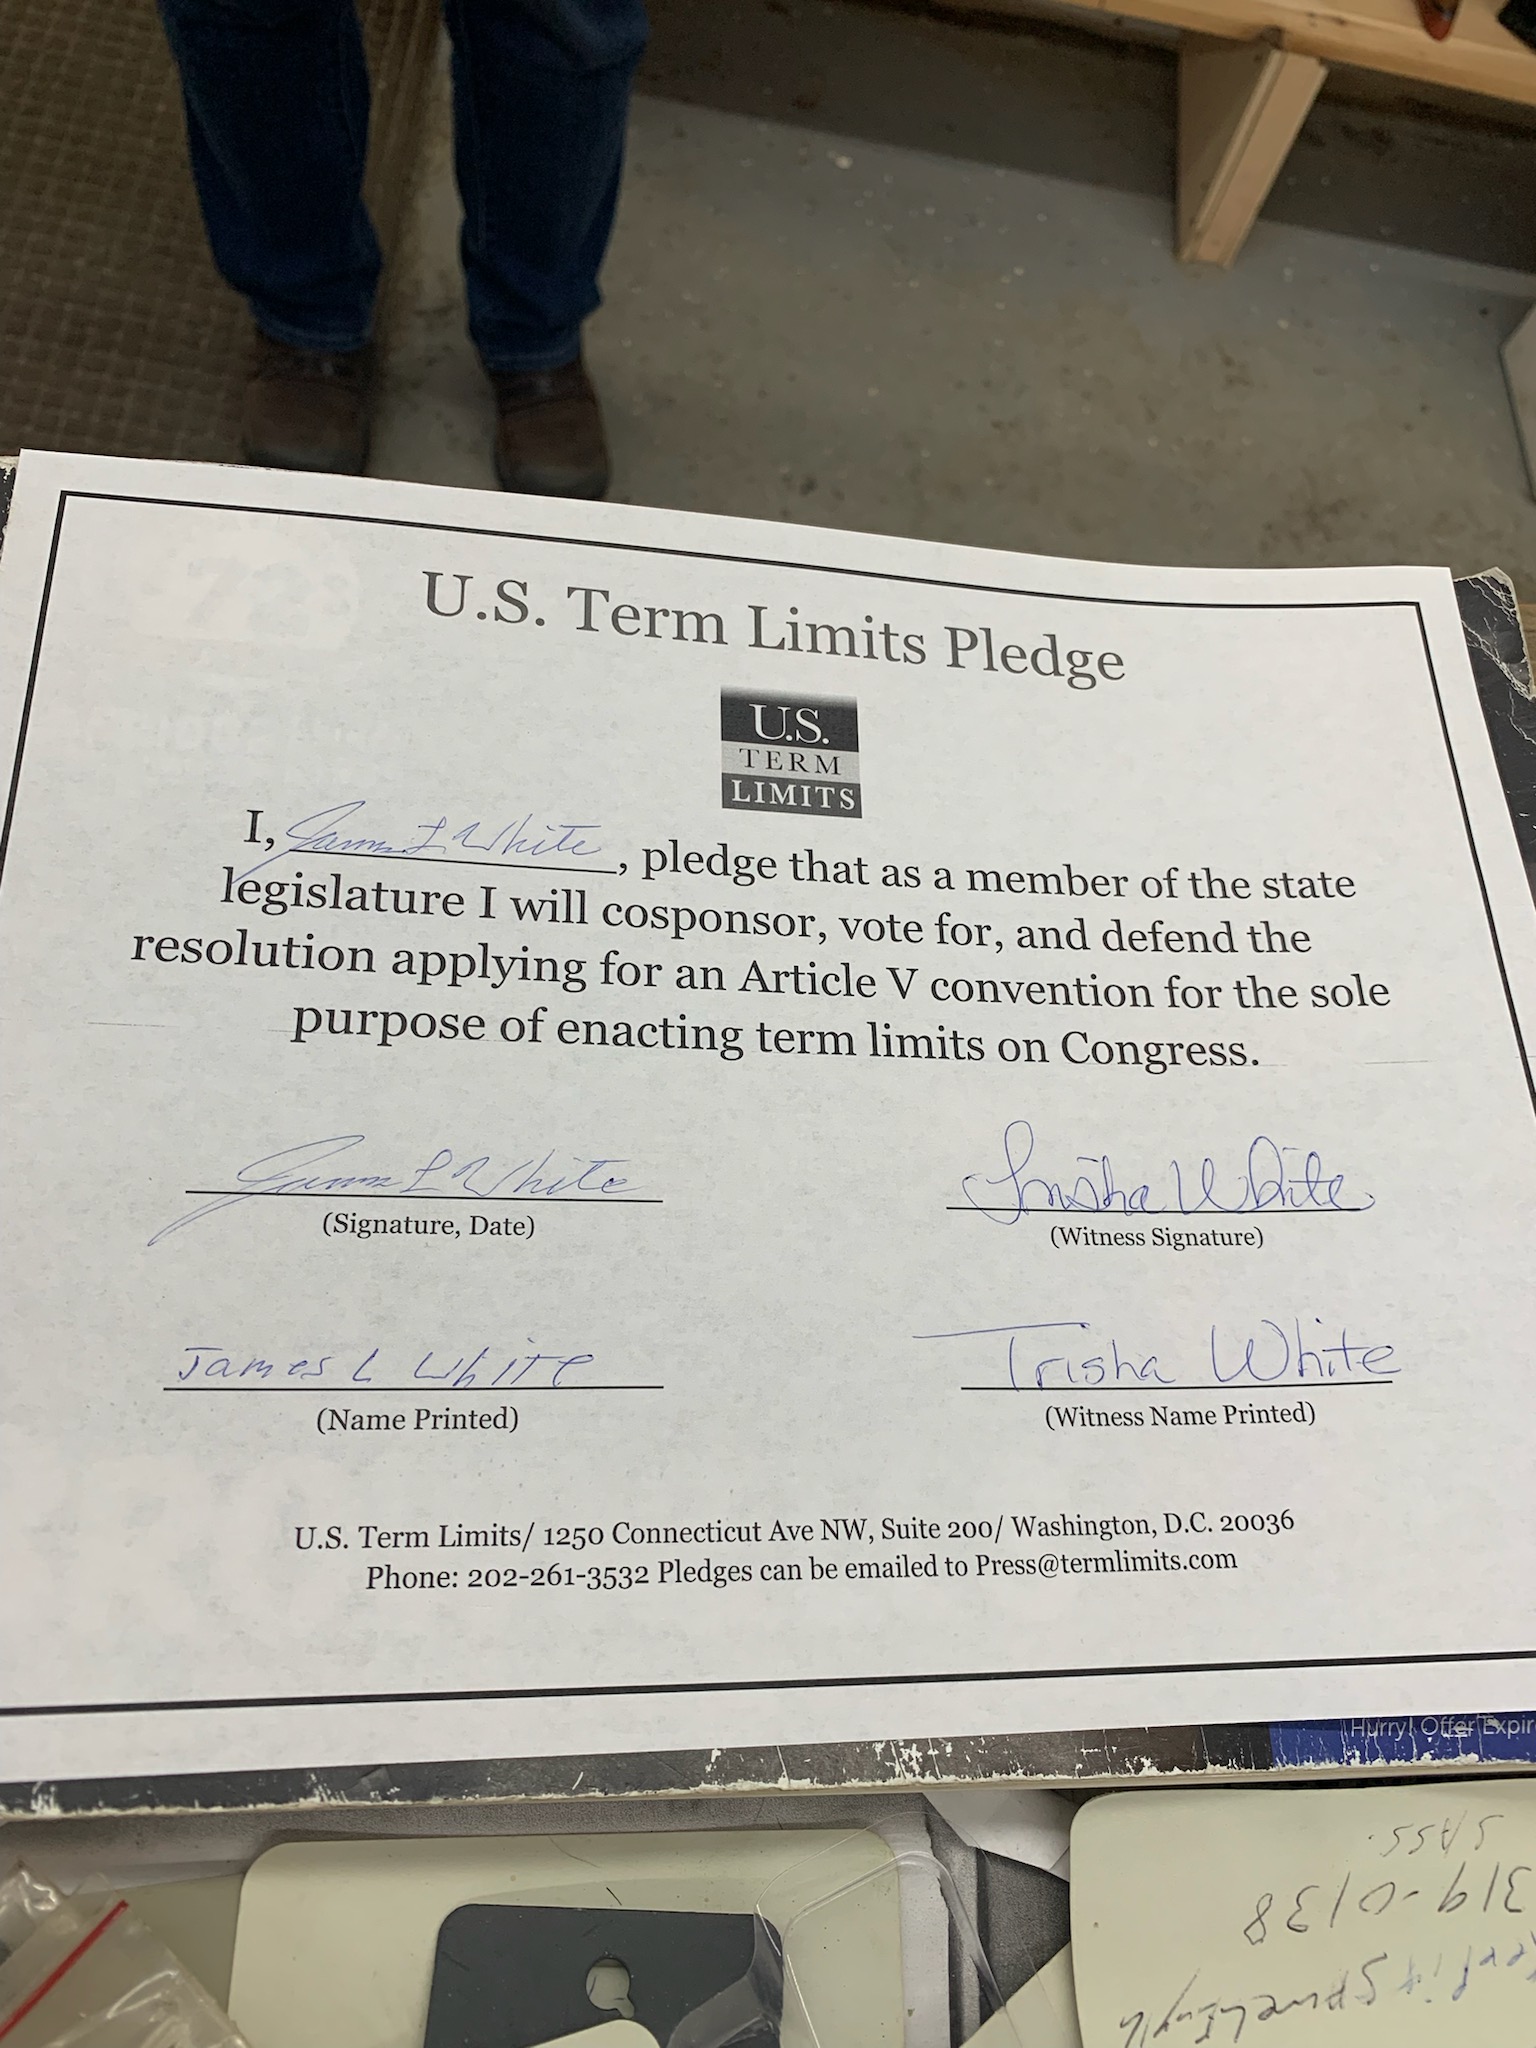 U.S. Term Limits Pledge
U.S.
TERM
LIMITS
I, James L White, pledge that as a member of the state
legislature I will cosponsor, vote for, and defend the
resolution applying for an Article V convention for the sole
purpose of enacting term limits on Congress.
James L White
(Signature, Date)
Trisha White
(Witness Signature)
James L White
(Name Printed)
Trisha White
(Witness Name Printed)
U.S. Term Limits/ 1250 Connecticut Ave NW, Suite 200/ Washington, D.C. 20036
Phone: 202-261-3532 Pledges can be emailed to Press@termlimits.com
Hurry! Offer Expir
319-0138